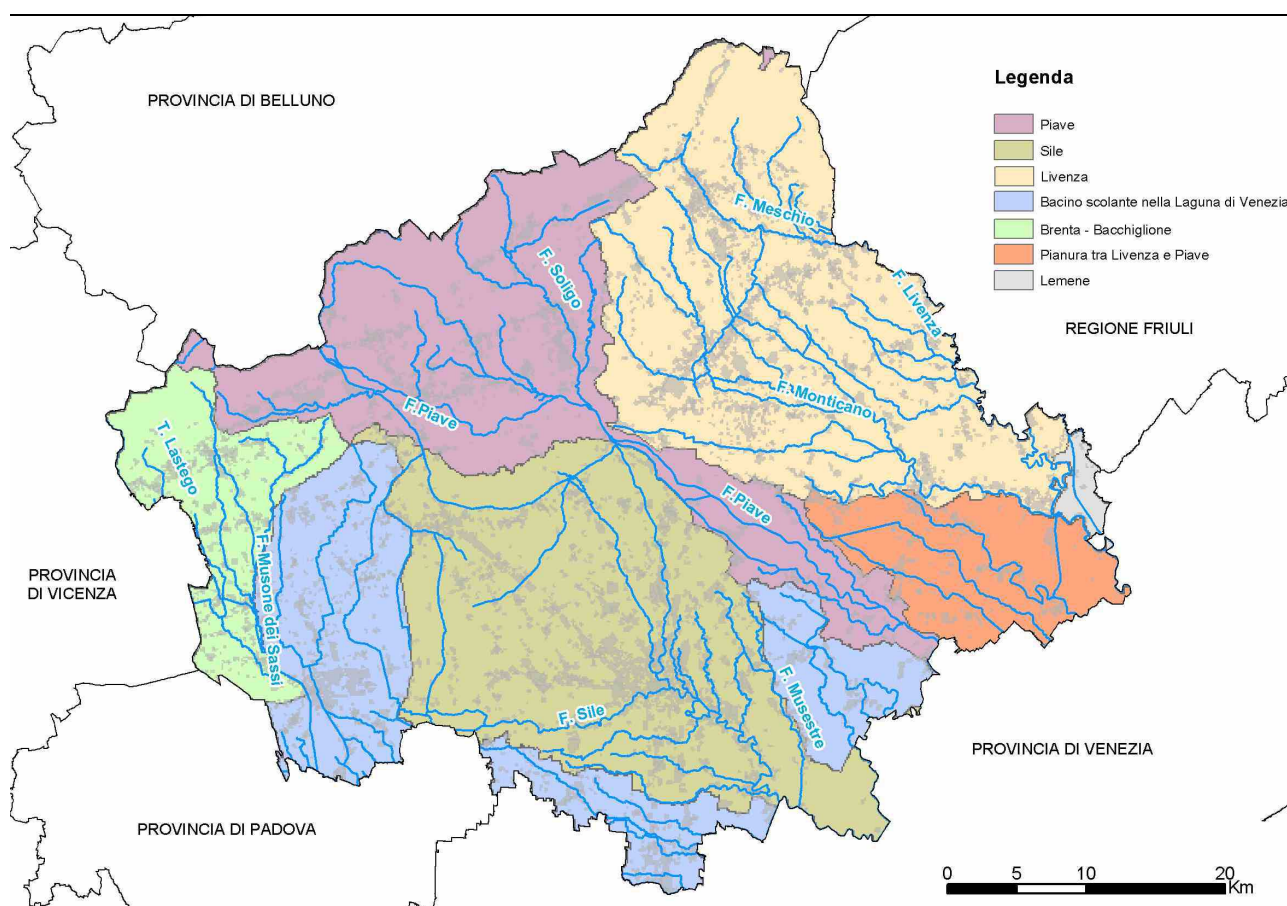 PROVINCIA DI BELLUNO
Legenda
Piave
Sile
Livenza
Bacino scolante nella Laguna di Venezia
Brenta - Bacchiglione
Pianura tra Livenza e Piave
Lemene
REGIONE FRIULI
F. Meschio
F. Soligo
F. Livenza
F. Monticano
F.Piave
T. Lastego
F.Piave
F. Musone dei Sassi
PROVINCIA
DI VICENZA
F. Sile
F. Musestre
PROVINCIA DI VENEZIA
PROVINCIA DI PADOVA
0 5 10 20
Km